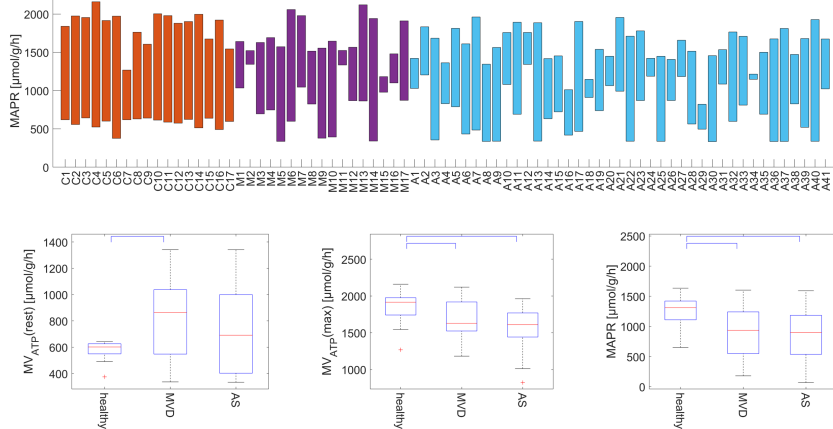 MAPR [μmol/g/h]
2000
1500
1000
500
0
C1 C2 C3 C4 C5 C6 C7 C8 C9 C10 C11 C12 C13 C14 C15 C16 C17 M1 M2 M3 M4 M5 M6 M7 M8 M9 M10 M11 M12 M13 M14 M15 M16 M17 A1 A2 A3 A4 A5 A6 A7 A8 A9 A10 A11 A12 A13 A14 A15 A16 A17 A18 A19 A20 A21 A22 A23 A24 A25 A26 A27 A28 A29 A30 A31 A32 A33 A34 A35 A36 A37 A38 A39 A40 A41
MV_ATP(rest) [μmol/g/h]
1400
1200
1000
800
600
400
healthy MVD AS
MV_ATP(max) [μmol/g/h]
2500
2000
1500
1000
healthy MVD AS
MAPR [μmol/g/h]
2500
2000
1500
1000
500
0
healthy MVD AS